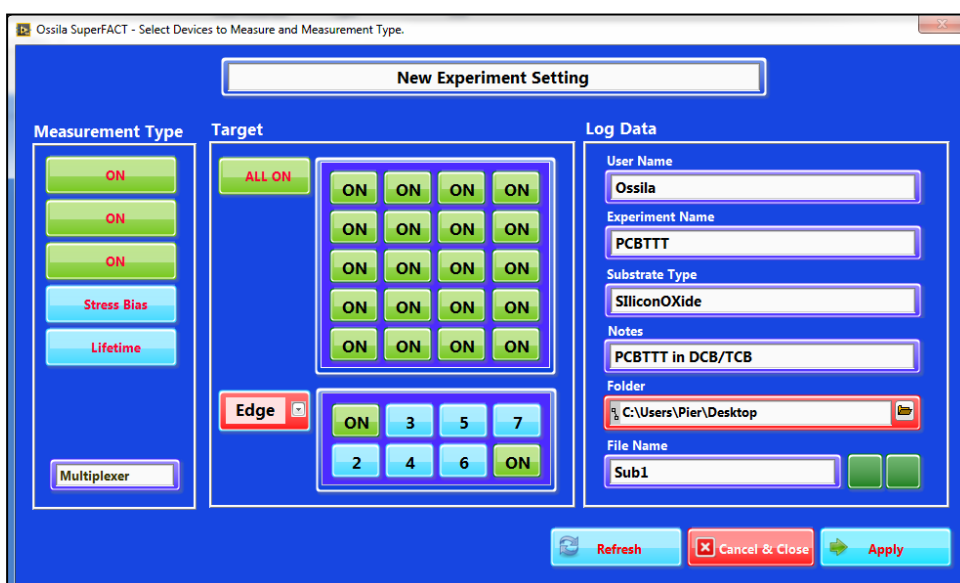 Ossila SuperFACT - Select Devices to Measure and Measurement Type.
New Experiment Setting
Measurement Type
ON
ON
ON
Stress Bias
Lifetime
Multiplexer
Target
ALL ON
ON ON ON ON
ON ON ON ON
ON ON ON ON
ON ON ON ON
ON ON ON ON
Edge
ON 3 5 7
2 4 6 ON
Log Data
User Name
Ossila
Experiment Name
PCBTTT
Substrate Type
SIliconOXide
Notes
PCBTTT in DCB/TCB
Folder
C:\Users\Pier\Desktop
File Name
Sub1
Refresh
Cancel & Close
Apply